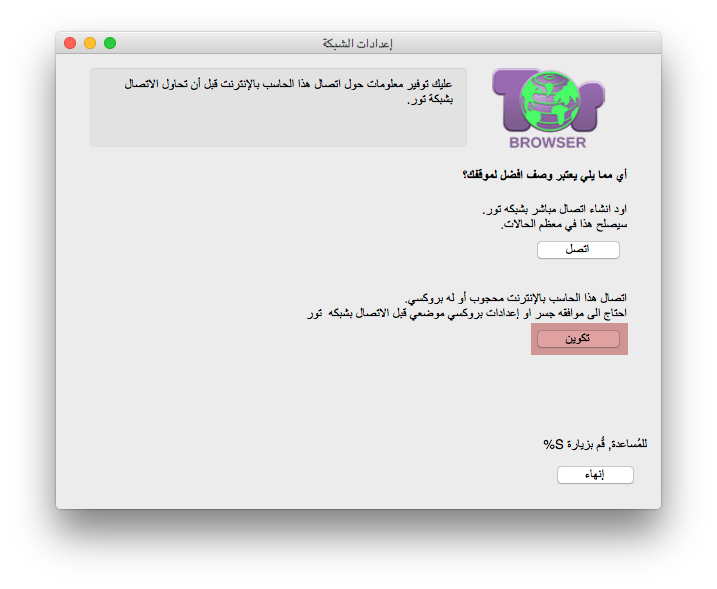 إعدادات الشبكة
Tor
BROWSER
عليك توفير معلومات حول اتصال هذا الحاسب بالإنترنت قبل أن تحاول الاتصال
بشبكة تور.
أي مما يلي يعتبر وصف افضل لموقفك؟
اود انشاء اتصال مباشر بشبكه تور.
سيصلح هذا في معظم الحالات.
اتصل
اتصال هذا الحاسب بالإنترنت محجوب أو له بروكسي.
احتاج الى موافقه جسر او إعدادات بروكسي موضعي قبل الاتصال بشبكه تور
تكوين
للمُساعدة, قُم بزيارة %S
إنهاء